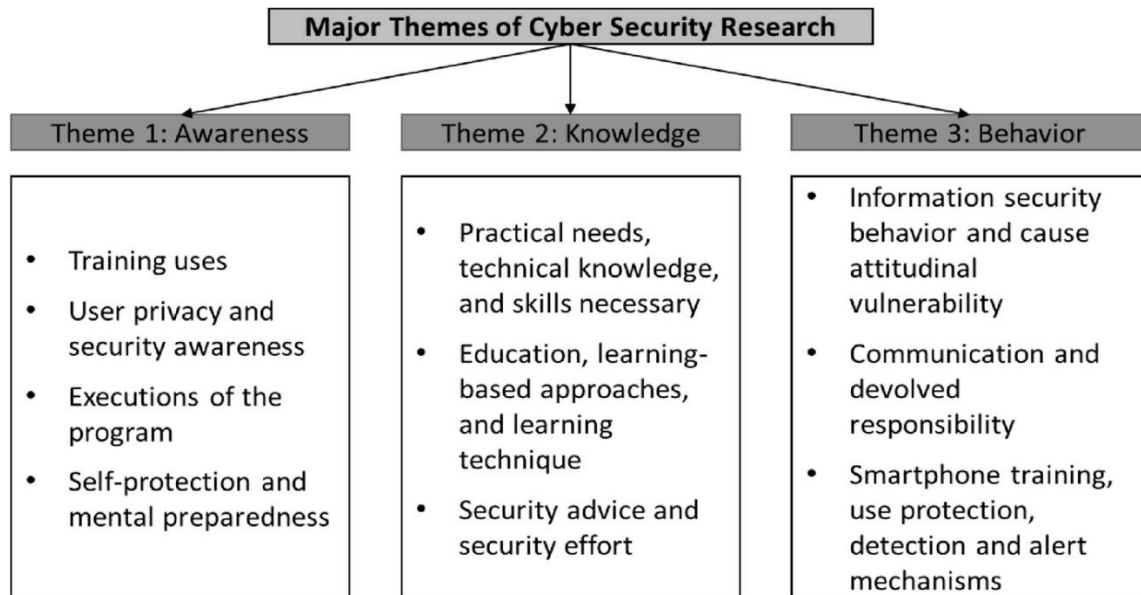 Major Themes of Cyber Security Research
Theme 1: Awareness
• Training uses
• User privacy and
security awareness
• Executions of the
program
• Self-protection and
mental preparedness
Theme 2: Knowledge
• Practical needs,
technical knowledge,
and skills necessary
• Education, learning-
based approaches,
and learning
technique
• Security advice and
security effort
Theme 3: Behavior
• Information security
behavior and cause
attitudinal
vulnerability
• Communication and
devolved
responsibility
• Smartphone training,
use protection,
detection and alert
mechanisms